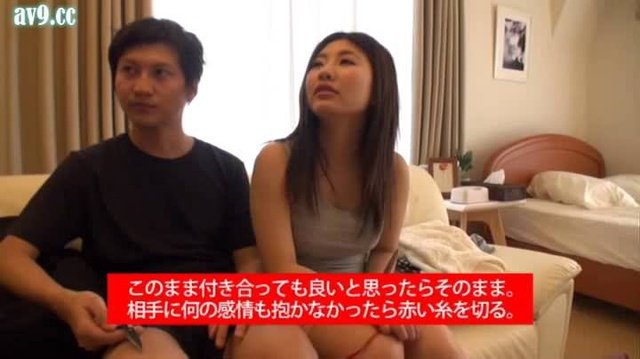 av9.cc
このまま付き合っても良いと思ったらそのまま。
相手に何の感情も抱かなかったら赤い糸を切る。